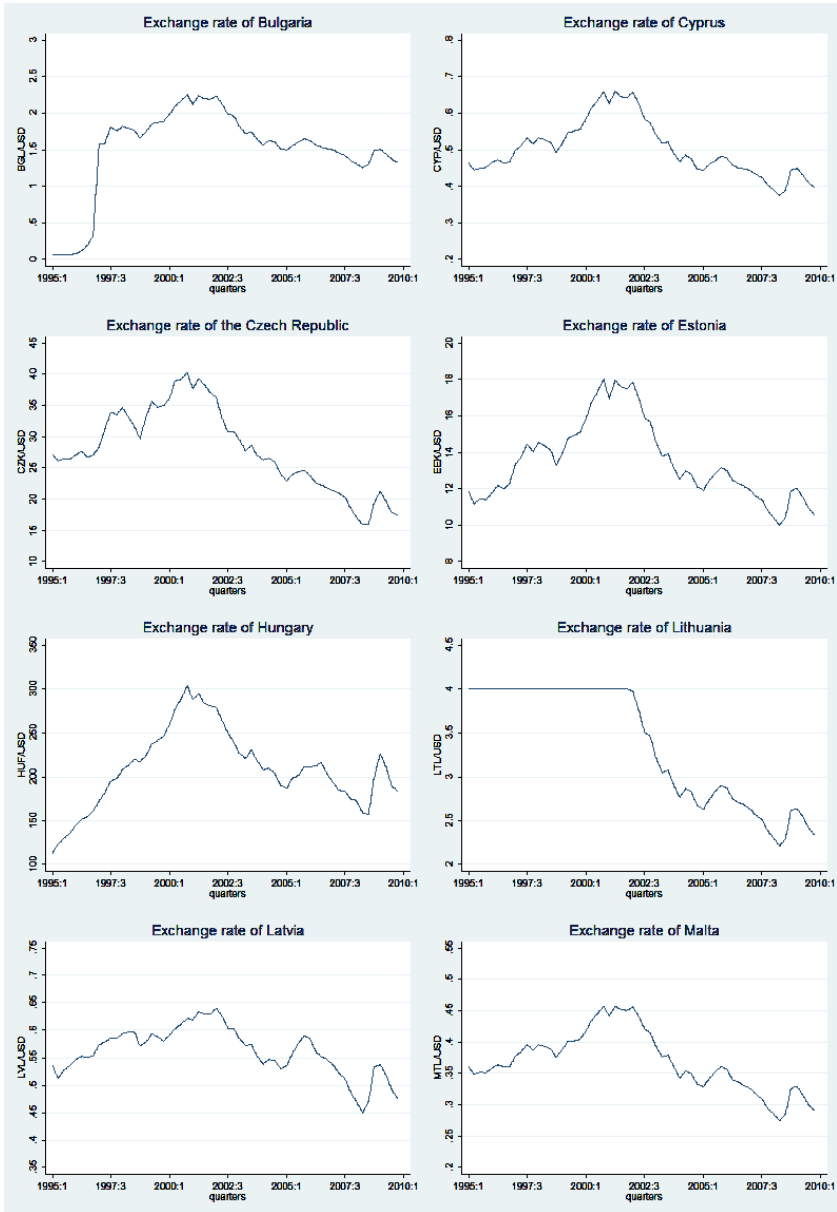 Exchange rate of Bulgaria
BGL/USD
3
2.5
2
1.5
1
.5
0
1995:1 1997:3 2000:1 2002:3 2005:1 2007:3 2010:1
quarters
Exchange rate of Cyprus
CYP/USD
.8
.7
.6
.5
.4
.3
.2
1995:1 1997:3 2000:1 2002:3 2005:1 2007:3 2010:1
quarters
Exchange rate of the Czech Republic
CZK/USD
45
40
35
30
25
20
15
10
1995:1 1997:3 2000:1 2002:3 2005:1 2007:3 2010:1
quarters
Exchange rate of Estonia
EEK/USD
20
18
16
14
12
10
8
1995:1 1997:3 2000:1 2002:3 2005:1 2007:3 2010:1
quarters
Exchange rate of Hungary
HUF/USD
350
300
250
200
150
100
1995:1 1997:3 2000:1 2002:3 2005:1 2007:3 2010:1
quarters
Exchange rate of Lithuania
LTL/USD
4.5
4
3.5
3
2.5
2
1995:1 1997:3 2000:1 2002:3 2005:1 2007:3 2010:1
quarters
Exchange rate of Latvia
LVL/USD
.75
.7
.65
.6
.55
.5
.45
.4
.35
1995:1 1997:3 2000:1 2002:3 2005:1 2007:3 2010:1
quarters
Exchange rate of Malta
MTL/USD
.55
.5
.45
.4
.35
.3
.25
.2
1995:1 1997:3 2000:1 2002:3 2005:1 2007:3 2010:1
quarters